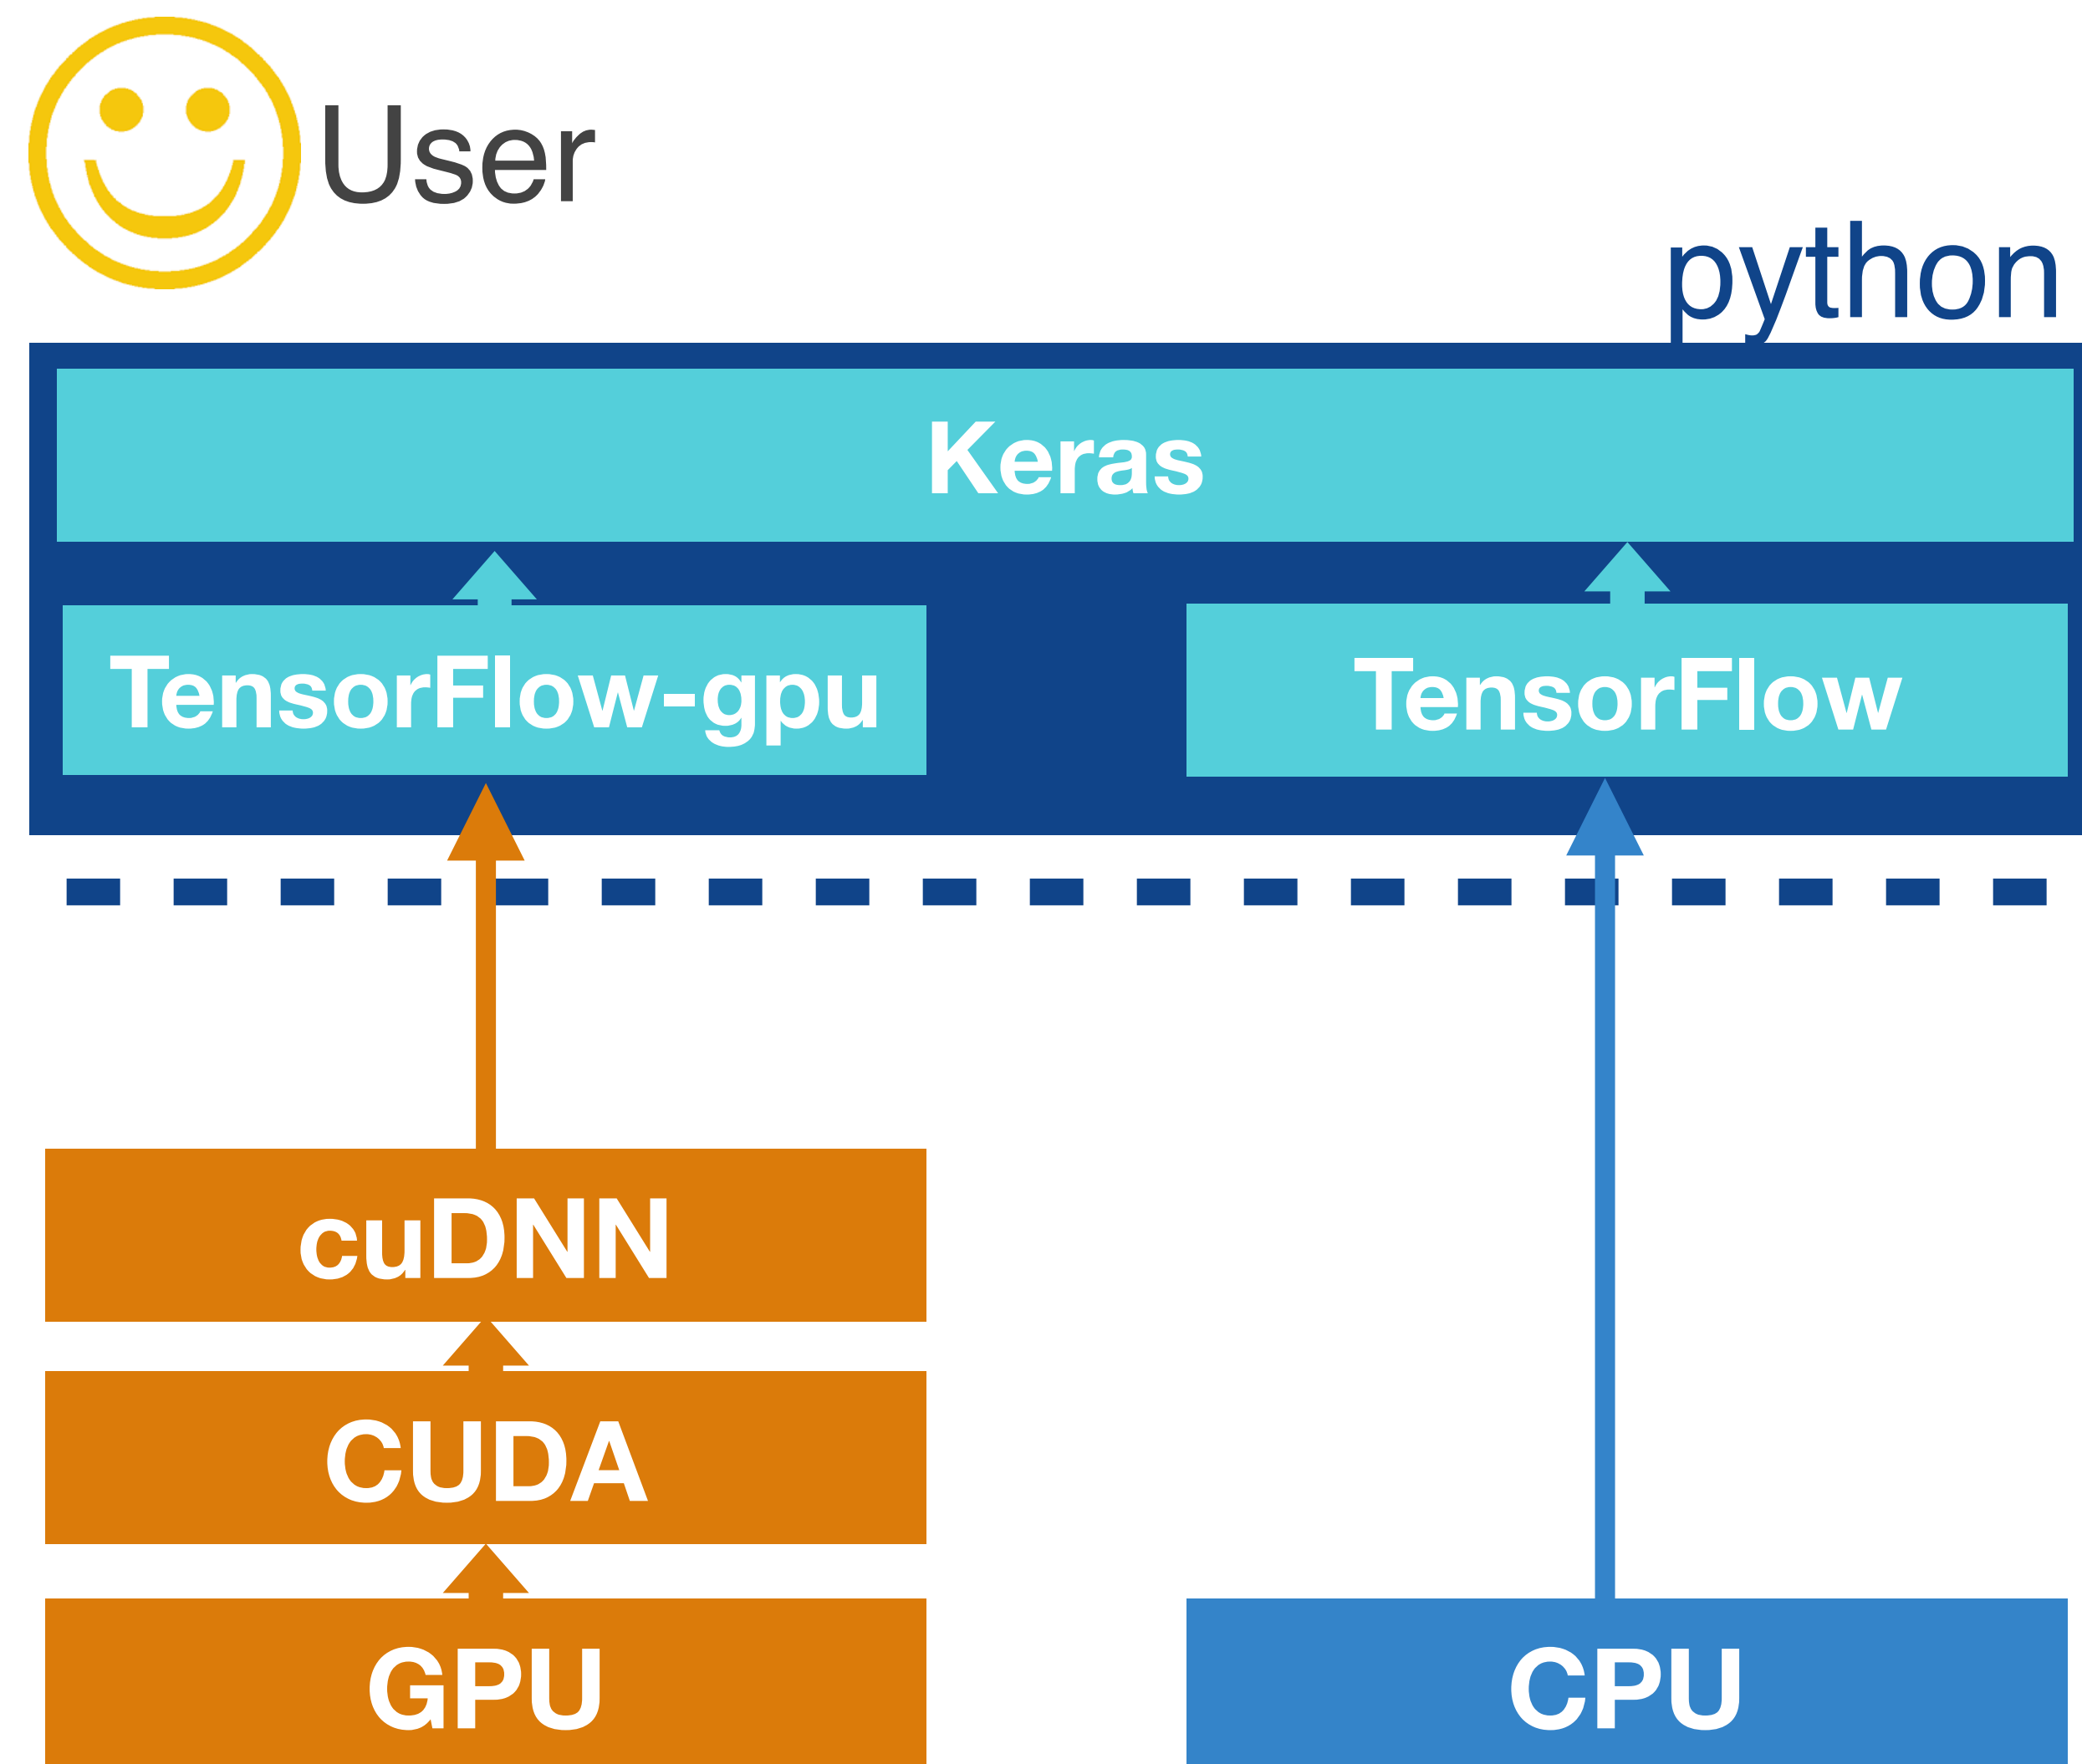 User
python
Keras
TensorFlow-gpu
TensorFlow
cuDNN
CUDA
GPU
CPU